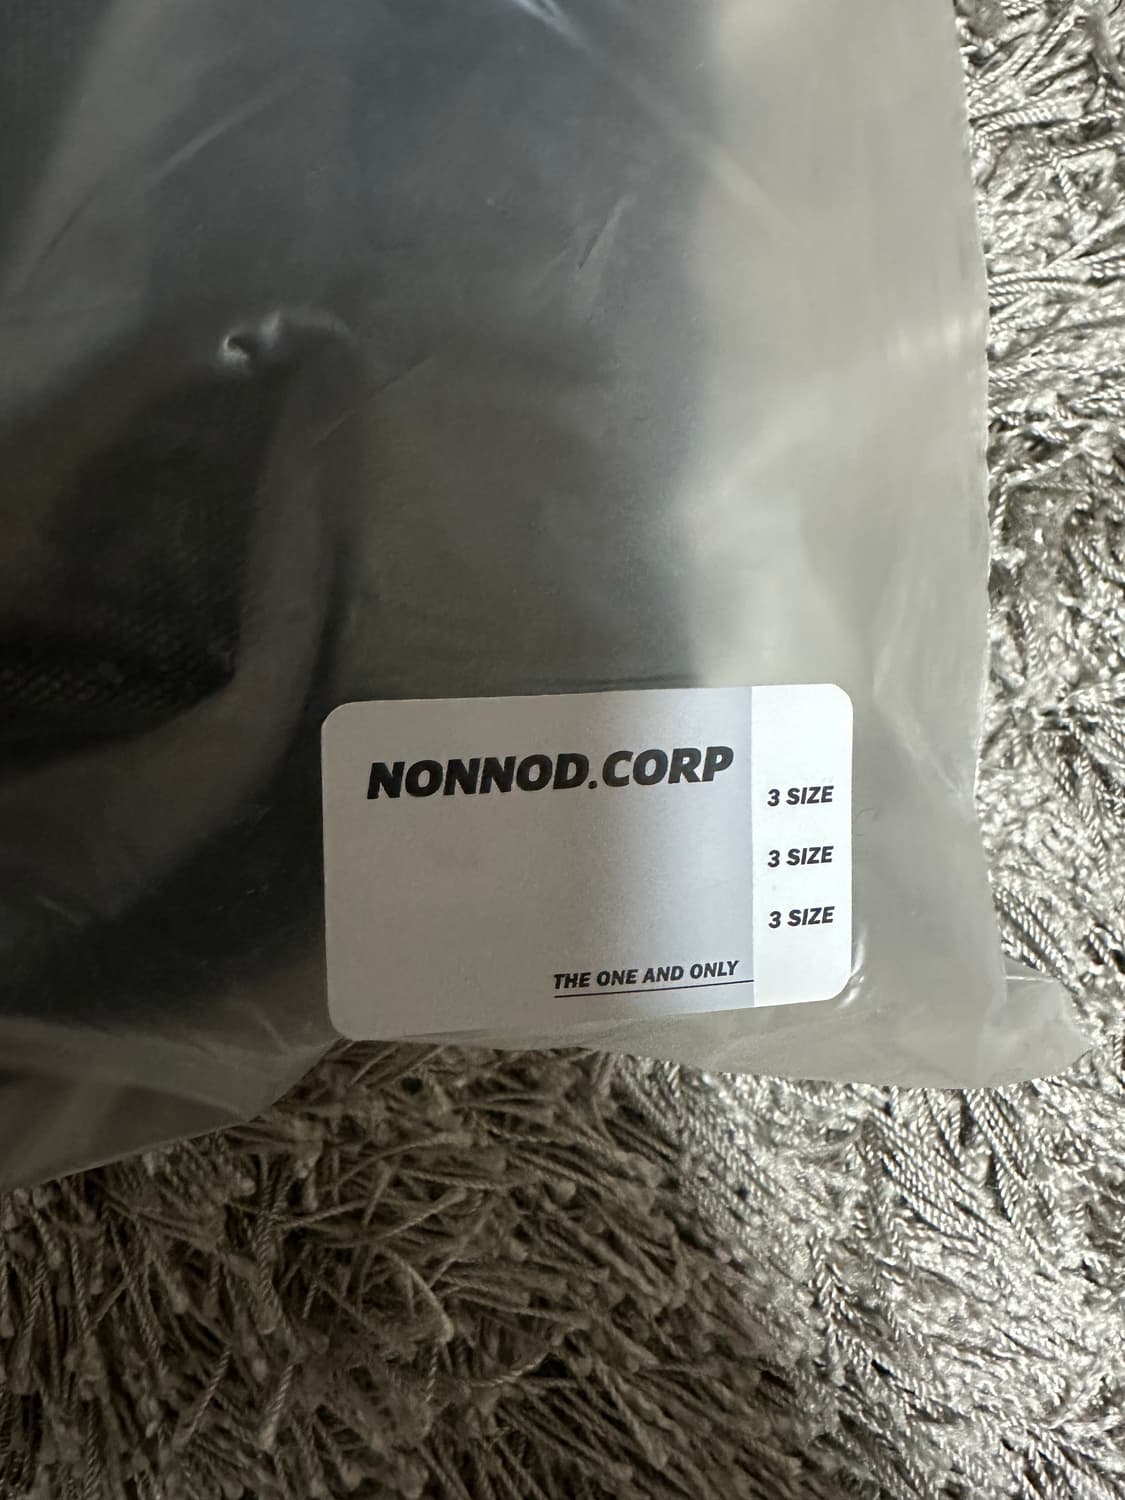 NONNOD.CORP
3 SIZE
3 SIZE
3 SIZE
THE ONE AND ONLY